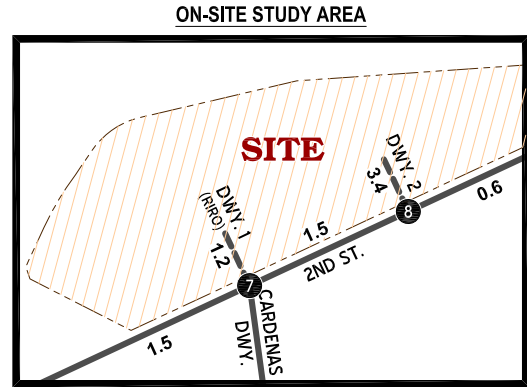 ON-SITE STUDY AREA
SITE
DWY. 2
3.4
0.6
8
DWY. 1
(RIRO)
1.2
1.5
2ND ST.
7
CARDENAS
DWY.
1.5